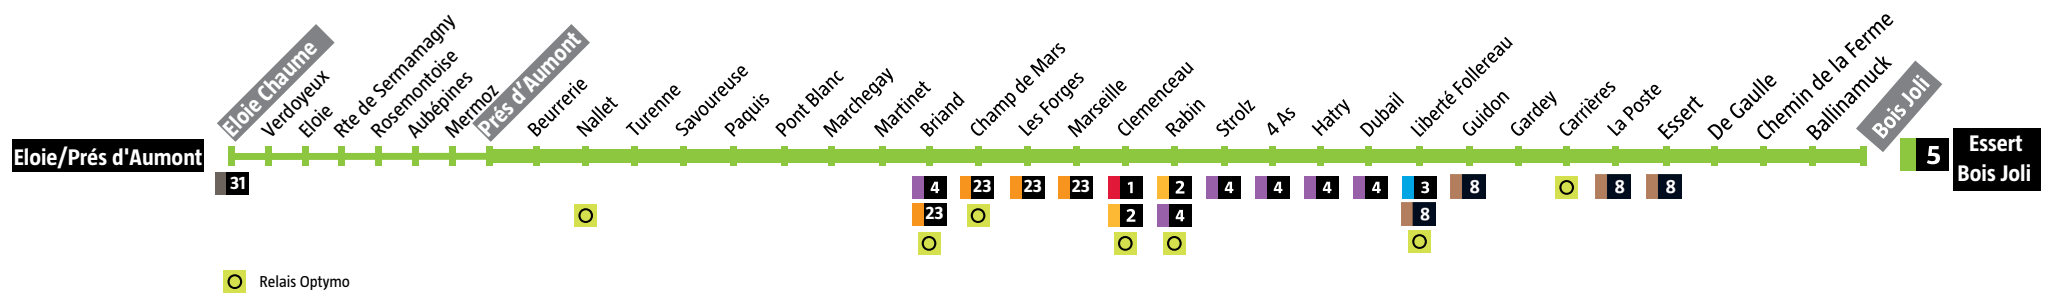 Eloie Chaume
Verdoyeux
Eloie
Rte de Sermamagny
Rosemontoise
Aubépines
Mermoz
Prés d'Aumont
Beurrerie
Nallet
Turenne
Savoureuse
Paquis
Pont Blanc
Marchegay
Martinet
Briand
Champ de Mars
Les Forges
Marseille
Clemenceau
Rabin
Strolz
4 As
Hatry
Dubail
Liberté Follereau
Guidon
Gardey
Carrières
La Poste
Essert
De Gaulle
Chemin de la Ferme
Ballinamuck
Bois Joli
Eloie/Prés d'Aumont
5
Essert
Bois Joli
31
4
23
23
23
1
2
4
4
4
4
3
8
8
8
23
2
4
8
Relais Optymo